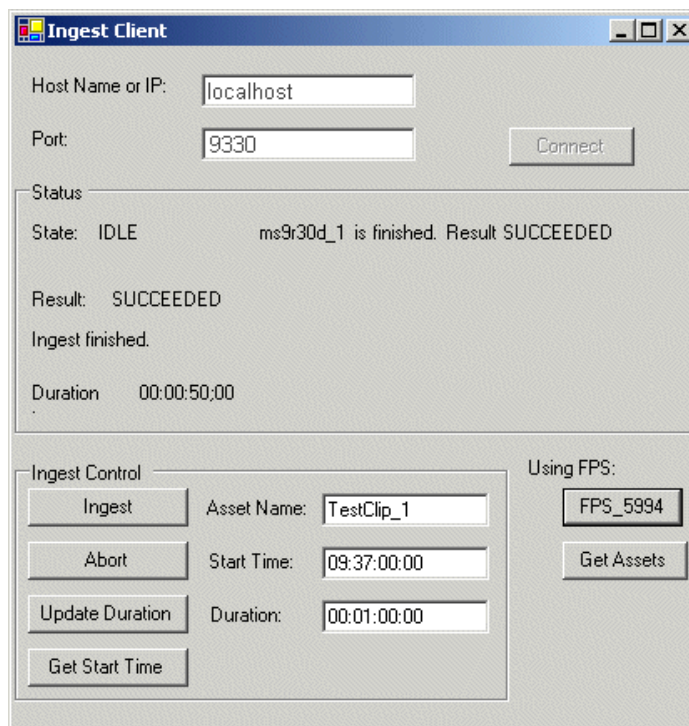 Ingest Client
Host Name or IP: localhost
Port: 9330 Connect
Status
State: IDLE ms9r30d_1 is finished. Result SUCCEEDED
Result: SUCCEEDED
Ingest finished.
Duration 00:00:50;00
Ingest Control Using FPS:
Ingest Asset Name: TestClip_1 FPS_5994
Abort Start Time: 09:37:00:00 Get Assets
Update Duration Duration: 00:01:00:00
Get Start Time